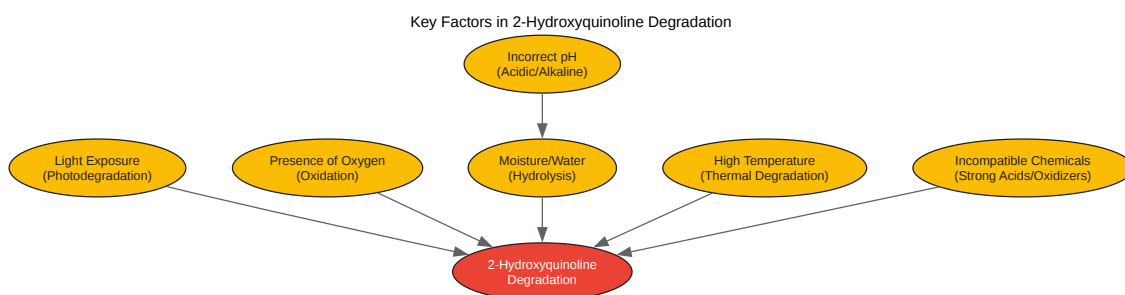 Key Factors in 2-Hydroxyquinoline Degradation
Incorrect pH
(Acidic/Alkaline)
Light Exposure
(Photodegradation)
Presence of Oxygen
(Oxidation)
Moisture/Water
(Hydrolysis)
High Temperature
(Thermal Degradation)
Incompatible Chemicals
(Strong Acids/Oxidizers)
2-Hydroxyquinoline
Degradation